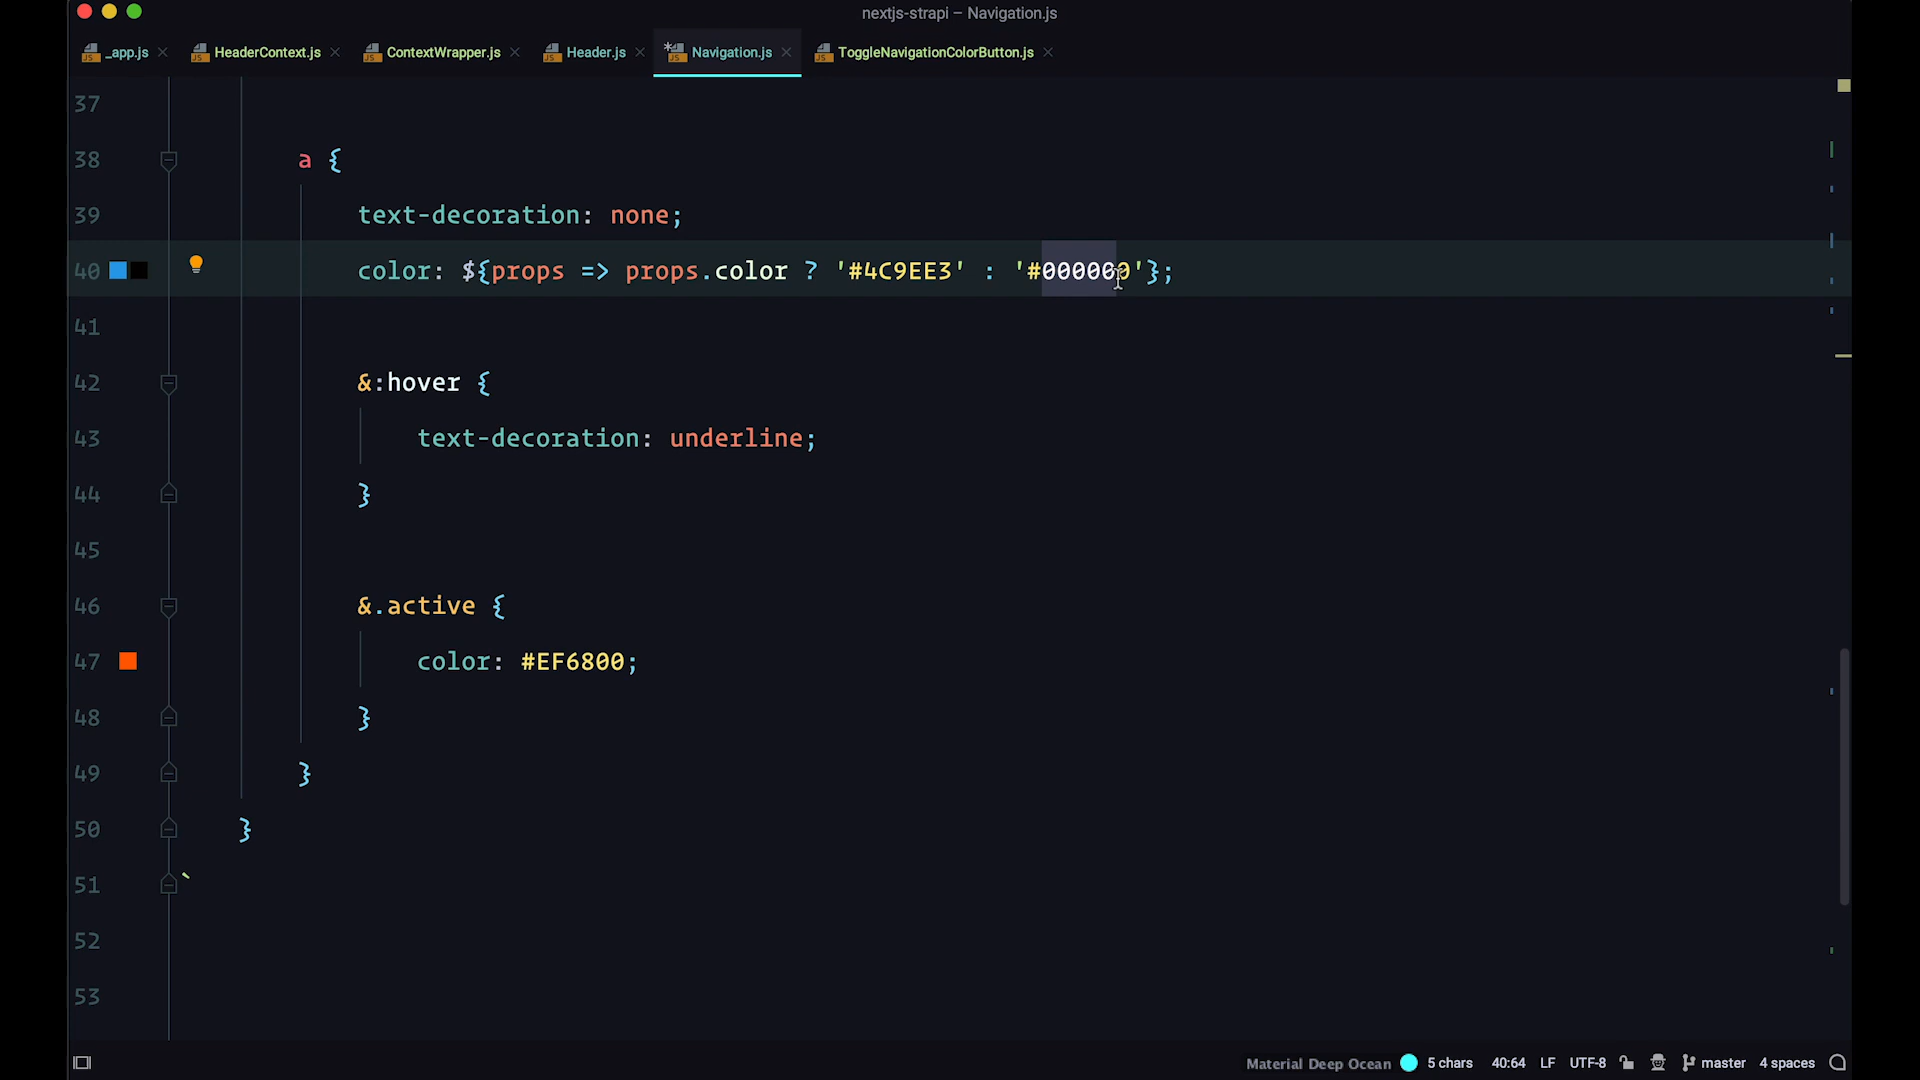 nextjs-strapi – Navigation.js
_app.js HeaderContext.js ContextWrapper.js Header.js * Navigation.js ToggleNavigationColorButton.js
37
38 a {
39 text-decoration: none;
40 color: ${props => props.color ? '#4C9EE3' : '#000000'};
41
42 &:hover {
43 text-decoration: underline;
44 }
45
46 &.active {
47 color: #EF6800;
48 }
49 }
50 }
51 `
52
53
Material Deep Ocean 5 chars 40:64 LF UTF-8 master 4 spaces